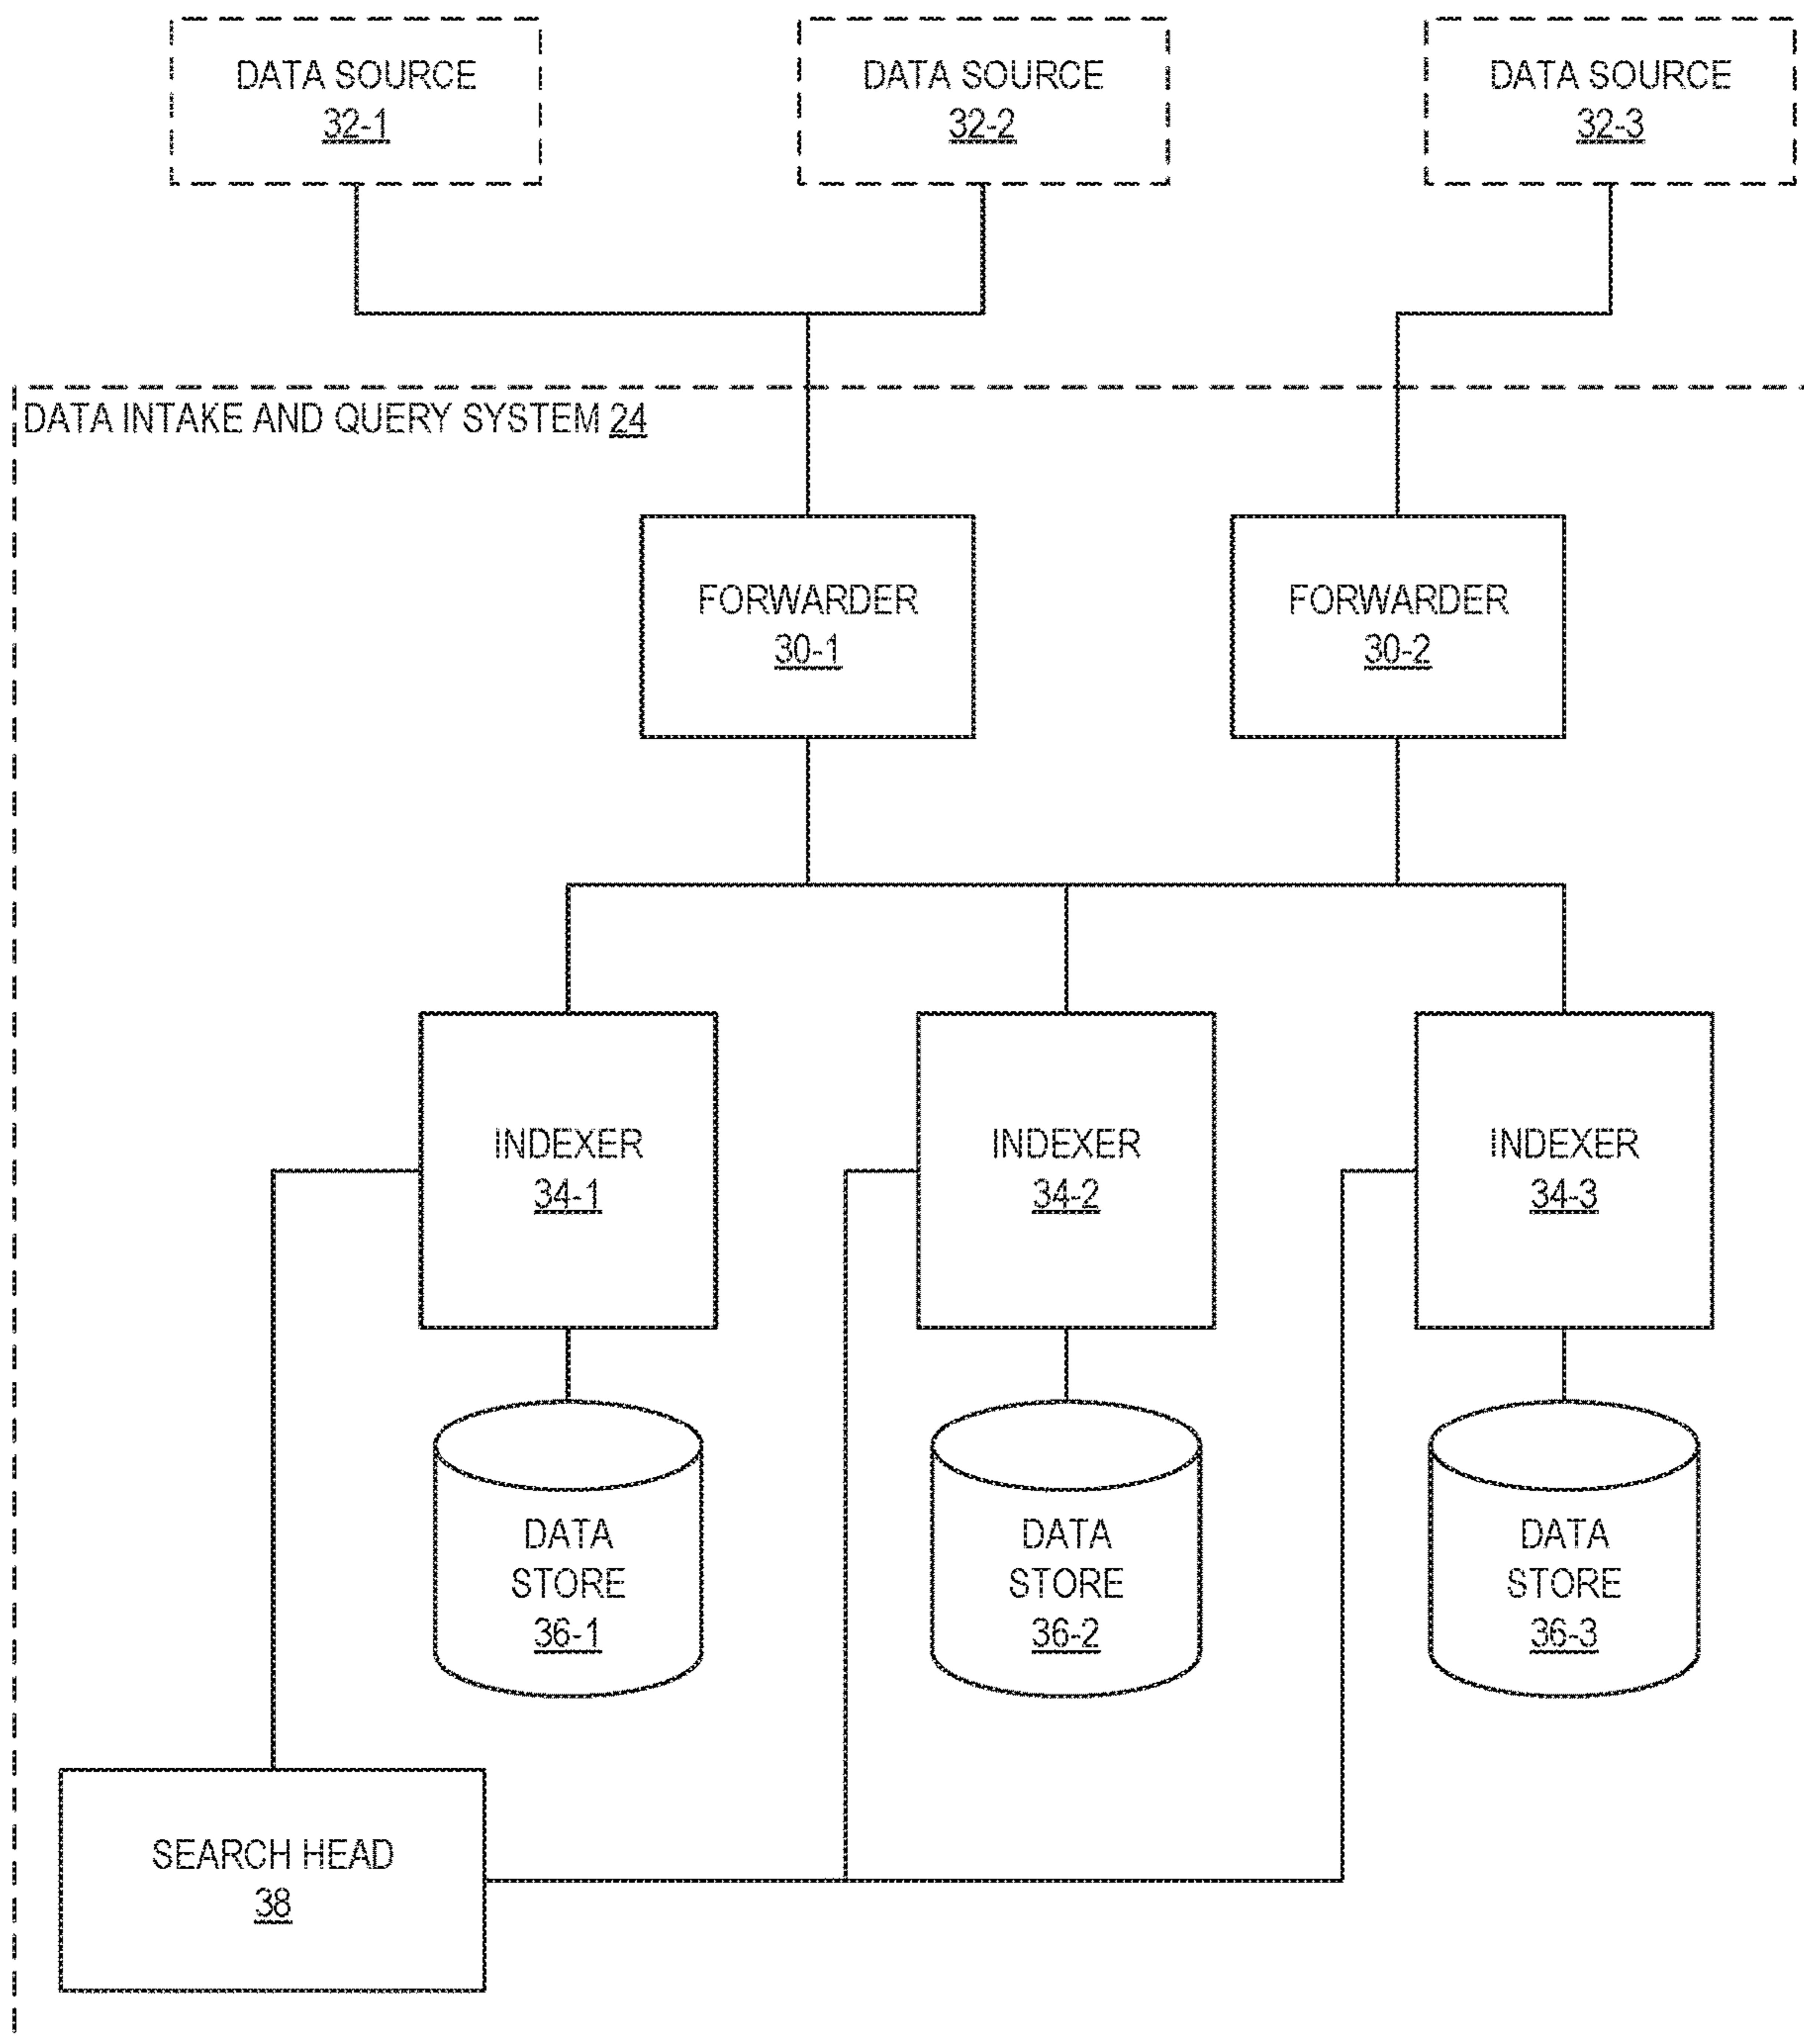 DATA SOURCE
32-1
DATA SOURCE
32-2
DATA SOURCE
32-3
DATA INTAKE AND QUERY SYSTEM 24
FORWARDER
30-1
FORWARDER
30-2
INDEXER
34-1
INDEXER
34-2
INDEXER
34-3
DATA
STORE
36-1
DATA
STORE
36-2
DATA
STORE
36-3
SEARCH HEAD
38